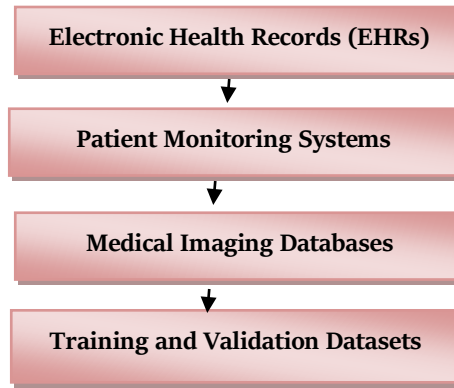 Electronic Health Records (EHRs)
Patient Monitoring Systems
Medical Imaging Databases
Training and Validation Datasets